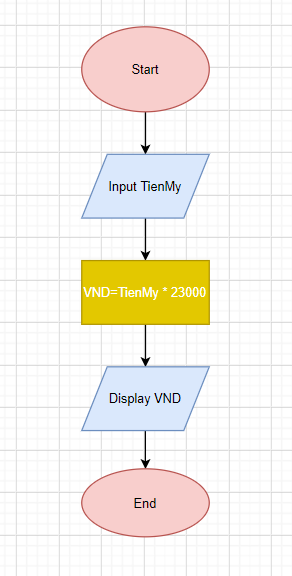 Start
Input TienMy
VND=TienMy * 23000
Display VND
End